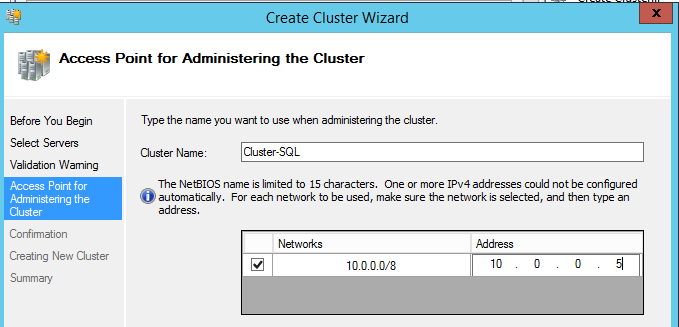 Create Cluster Wizard
X
Access Point for Administering the Cluster
Before You Begin
Select Servers
Validation Warning
Access Point for
Administering the
Cluster
Confirmation
Creating New Cluster
Summary
Type the name you want to use when administering the cluster.
Cluster Name:
Cluster-SQL
The NetBIOS name is limited to 15 characters. One or more IPv4 addresses could not be configured
automatically. For each network to be used, make sure the network is selected, and then type an
address.
Networks Address
10.0.0.0/8 10 . 0 . 0 . 5